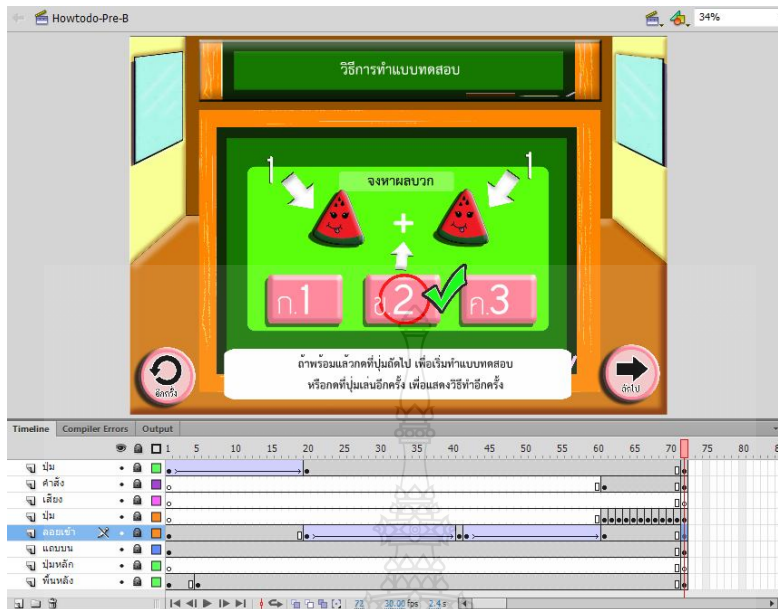 Howtodo-Pre-B
34%
วิธีการทำแบบทดสอบ
จงหาผลบวก
1
1
+
ก.1
ข2
ค.3
ถ้าพร้อมแล้วกดที่ปุ่มถัดไป เพื่อเริ่มทำแบบทดสอบ
หรือกดที่ปุ่มเล่นอีกครั้ง เพื่อแสดงวิธีทำอีกครั้ง
อีกครั้ง
ถัดไป
Timeline Compiler Errors Output
1 5 10 15 20 25 30 35 40 45 50 55 60 65 70 75 80
ปุ่ม
คำสั่ง
เสียง
ปุ่ม
ลอยเข้า
แถบบน
ปุ่มหลัก
พื้นหลัง
72 30.00 fps 2.4 s